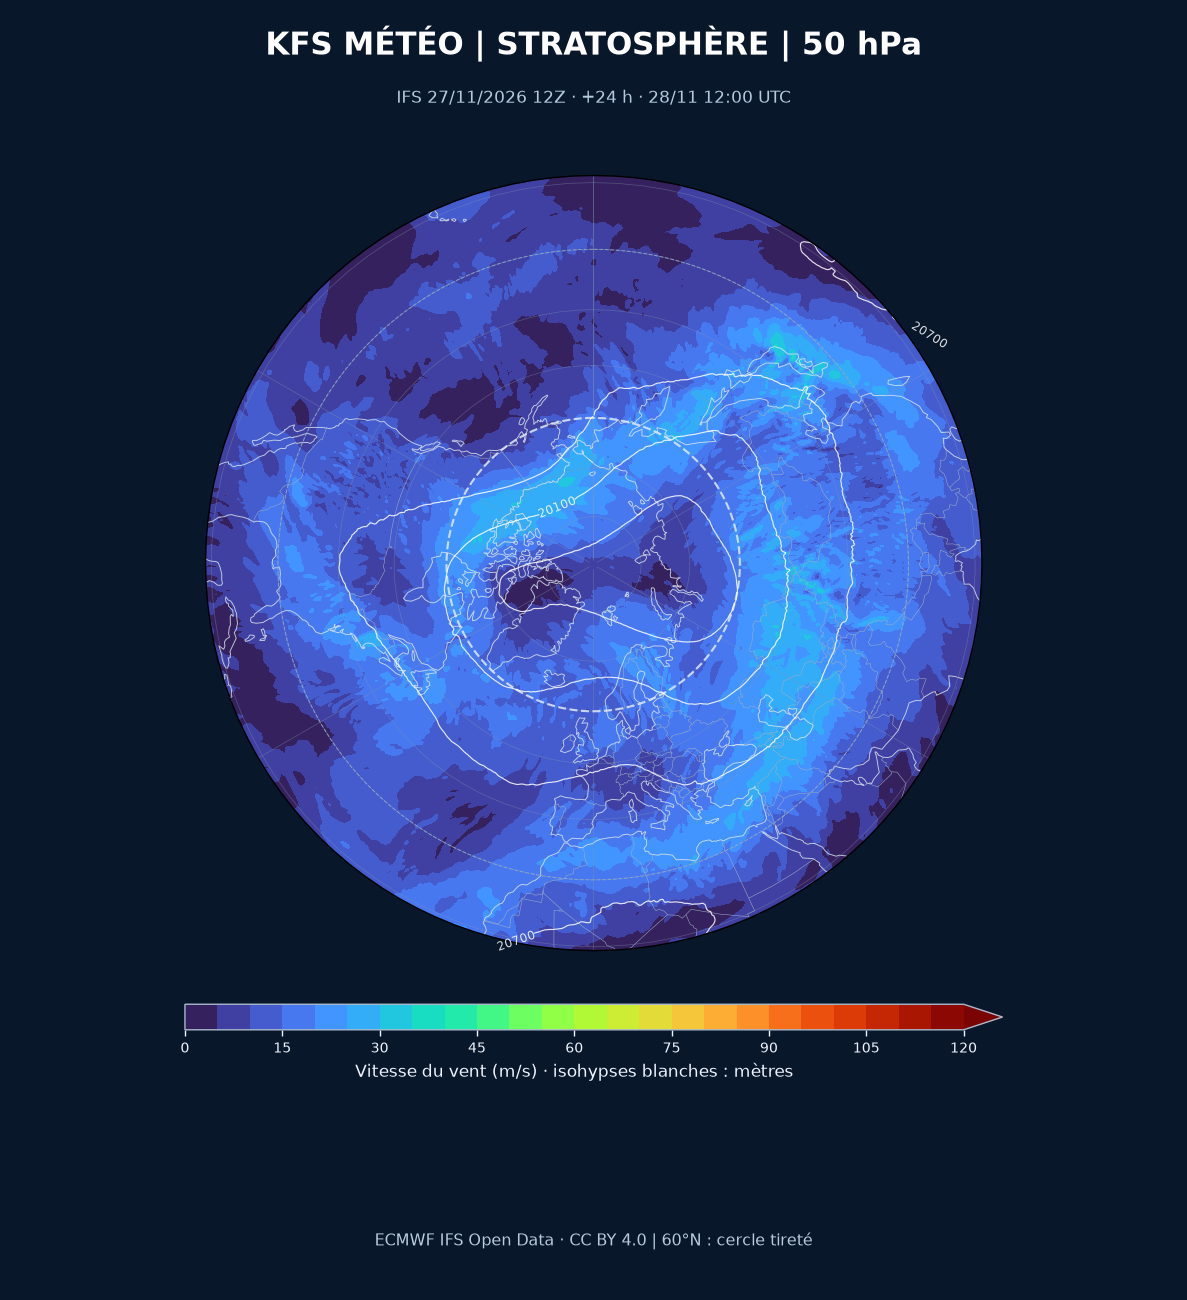 KFS MÉTÉO | STRATOSPHÈRE | 50 hPa
IFS 27/11/2026 12Z · +24 h · 28/11 12:00 UTC
20700
20100
20700
0 15 30 45 60 75 90 105 120
Vitesse du vent (m/s) · isohypses blanches : mètres
ECMWF IFS Open Data · CC BY 4.0 | 60°N : cercle tireté